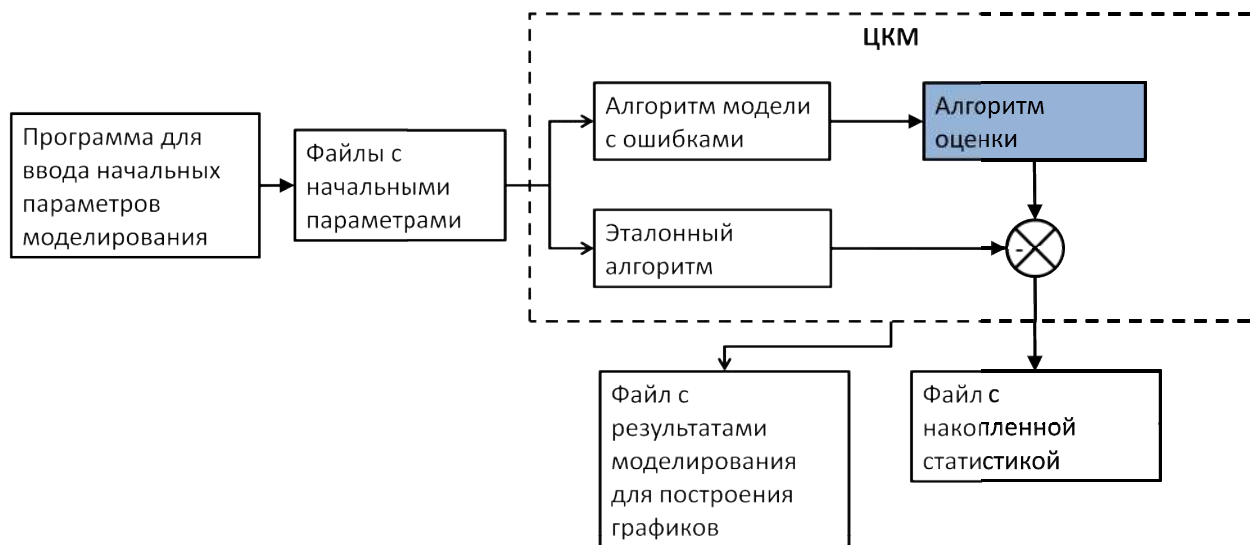 ЦКМ
Программа для
ввода начальных
параметров
моделирования
Файлы с
начальными
параметрами
Алгоритм модели
с ошибками
Алгоритм
оценки
Эталонный
алгоритм
-
Файл с
результатами
моделирования
для построения
графиков
Файл с
накопленной
статистикой